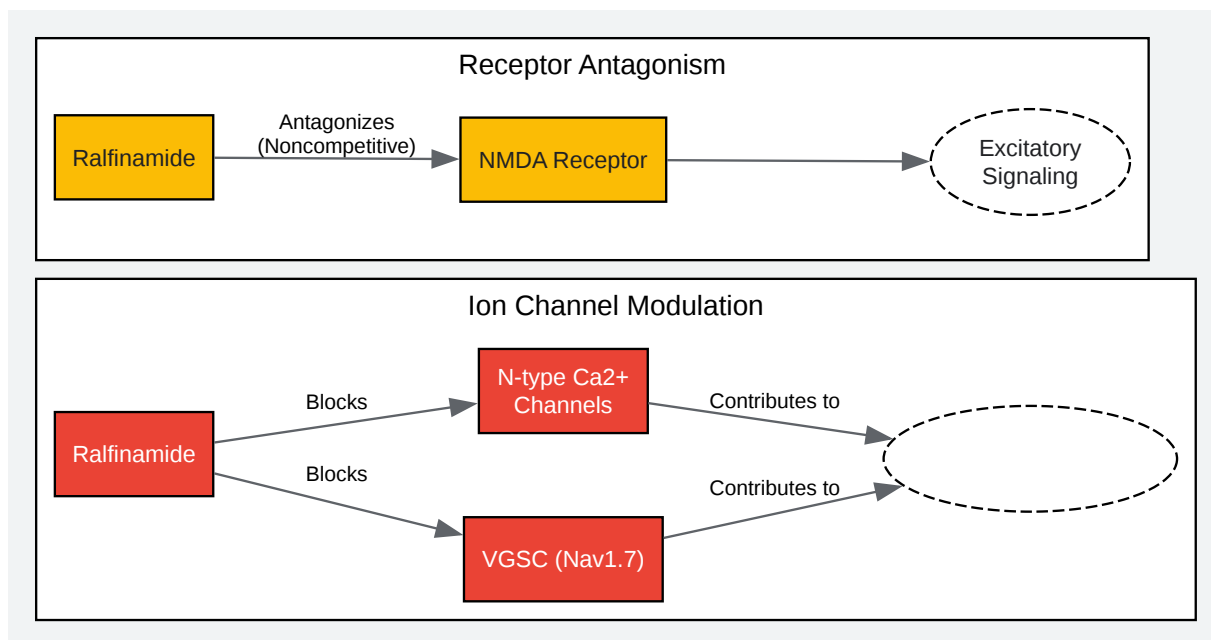 Receptor Antagonism
Ralfinamide
Antagonizes
(Noncompetitive)
NMDA Receptor
Excitatory
Signaling
Ion Channel Modulation
Ralfinamide
Blocks
Blocks
N-type Ca2+
Channels
VGSC (Nav1.7)
Contributes to
Contributes to